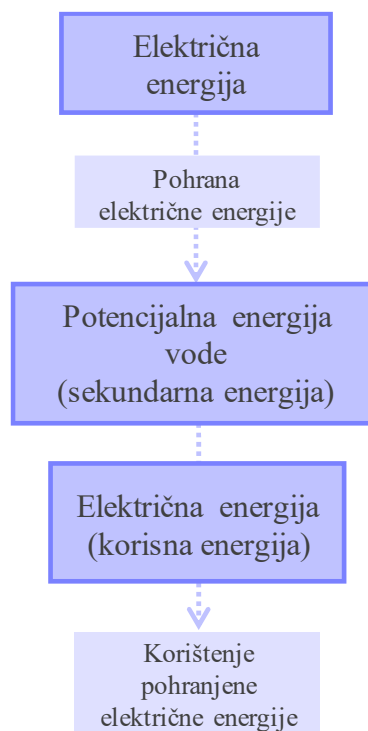 Električna
energija
Pohrana
električne energije
Potencijalna energija
vode
(sekundarna energija)
Električna energija
(korisna energija)
Korištenje
pohranjene
električne energije